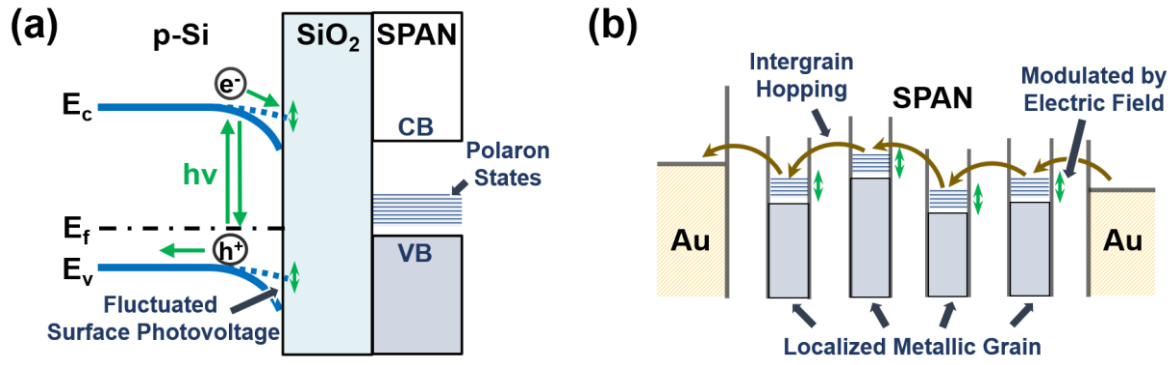 (a)
p-Si
SiO2
SPAN
e-
Ec
CB
Polaron
States
hν
Ef
h+
Ev
VB
Fluctuated
Surface Photovoltage
(b)
Intergrain
Hopping
SPAN
Modulated by
Electric Field
Au
Au
Localized Metallic Grain